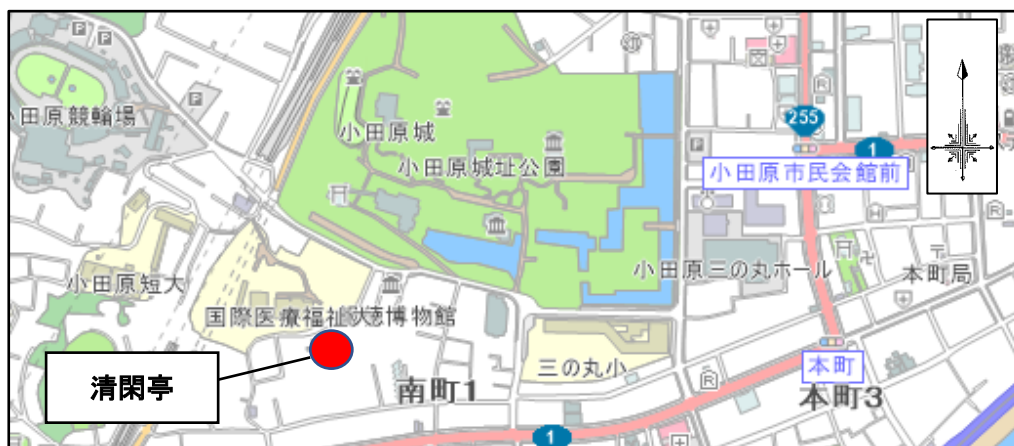 255
1
田原競輪場
小田原城
小田原城址公園
小田原市民会館前
小田原短大
小田原三の丸ホール
本町局
国際医療福祉大
徳博物館
清閑亭
三の丸小
本町
南町1
本町3
1